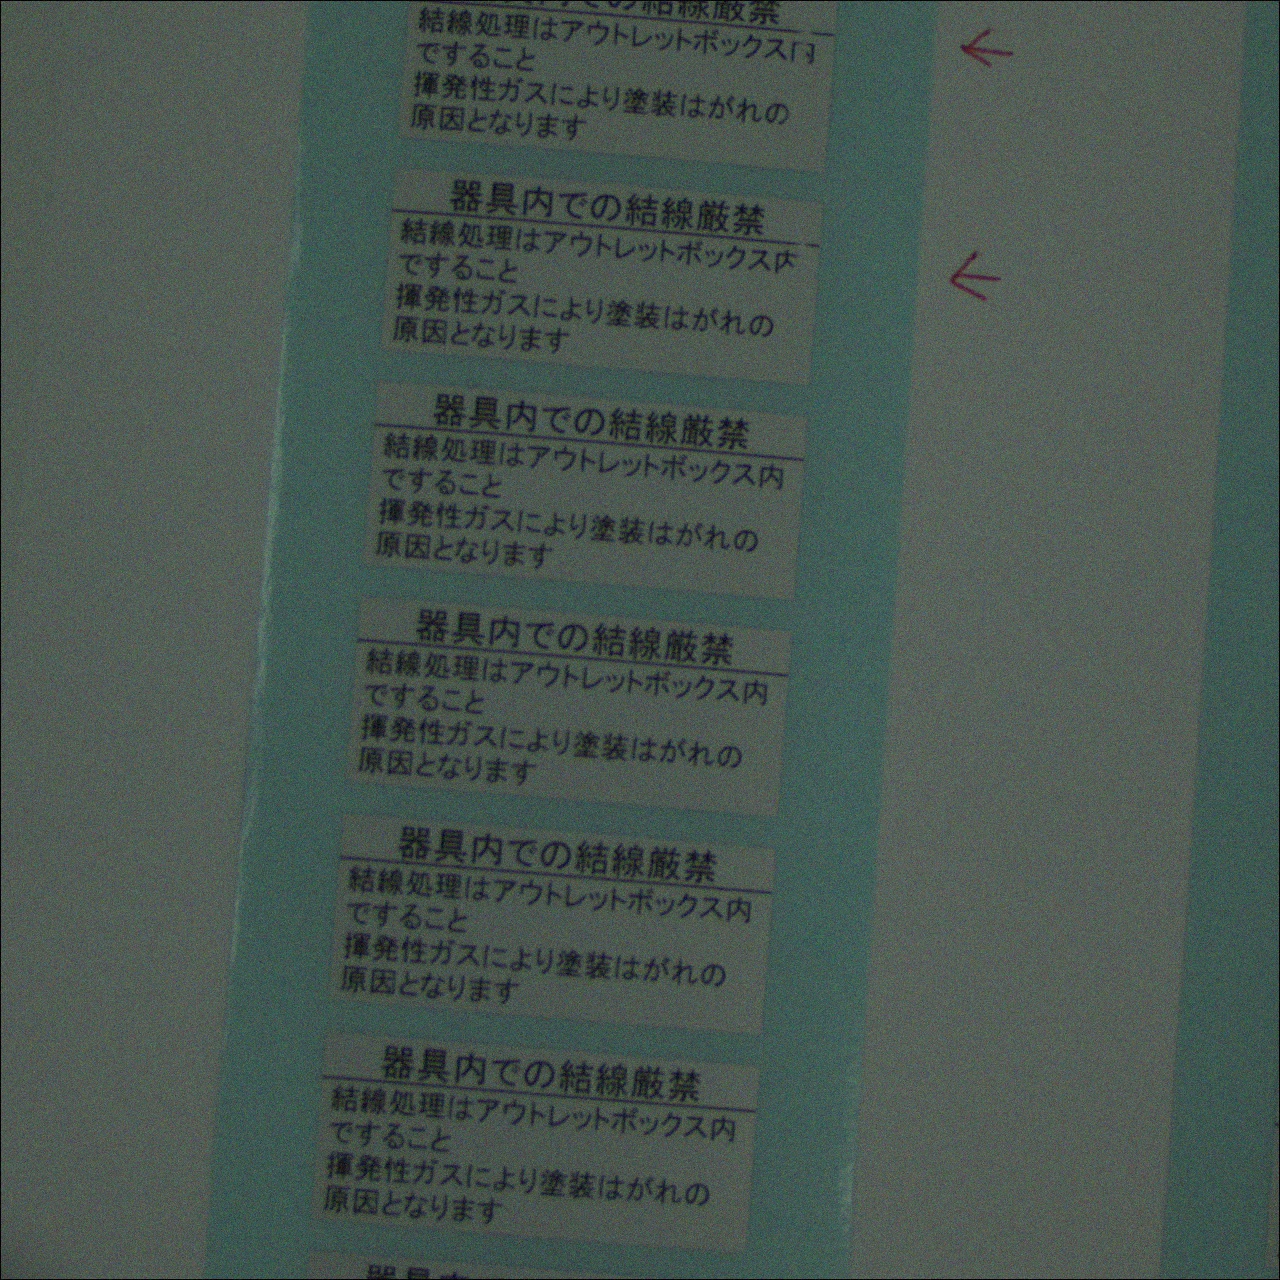 での結線厳禁
結線処理はアウトレットボックス内
ですること
揮発性ガスにより塗装はがれの
原因となります
器具内での結線厳禁
結線処理はアウトレットボックス内
ですること
揮発性ガスにより塗装はがれの
原因となります
器具内での結線厳禁
結線処理はアウトレットボックス内
ですること
揮発性ガスにより塗装はがれの
原因となります
器具内での結線厳禁
結線処理はアウトレットボックス内
ですること
揮発性ガスにより塗装はがれの
原因となります
器具内での結線厳禁
結線処理はアウトレットボックス内
ですること
揮発性ガスにより塗装はがれの
原因となります
器具内での結線厳禁
結線処理はアウトレットボックス内
ですること
揮発性ガスにより塗装はがれの
原因となります
器具内